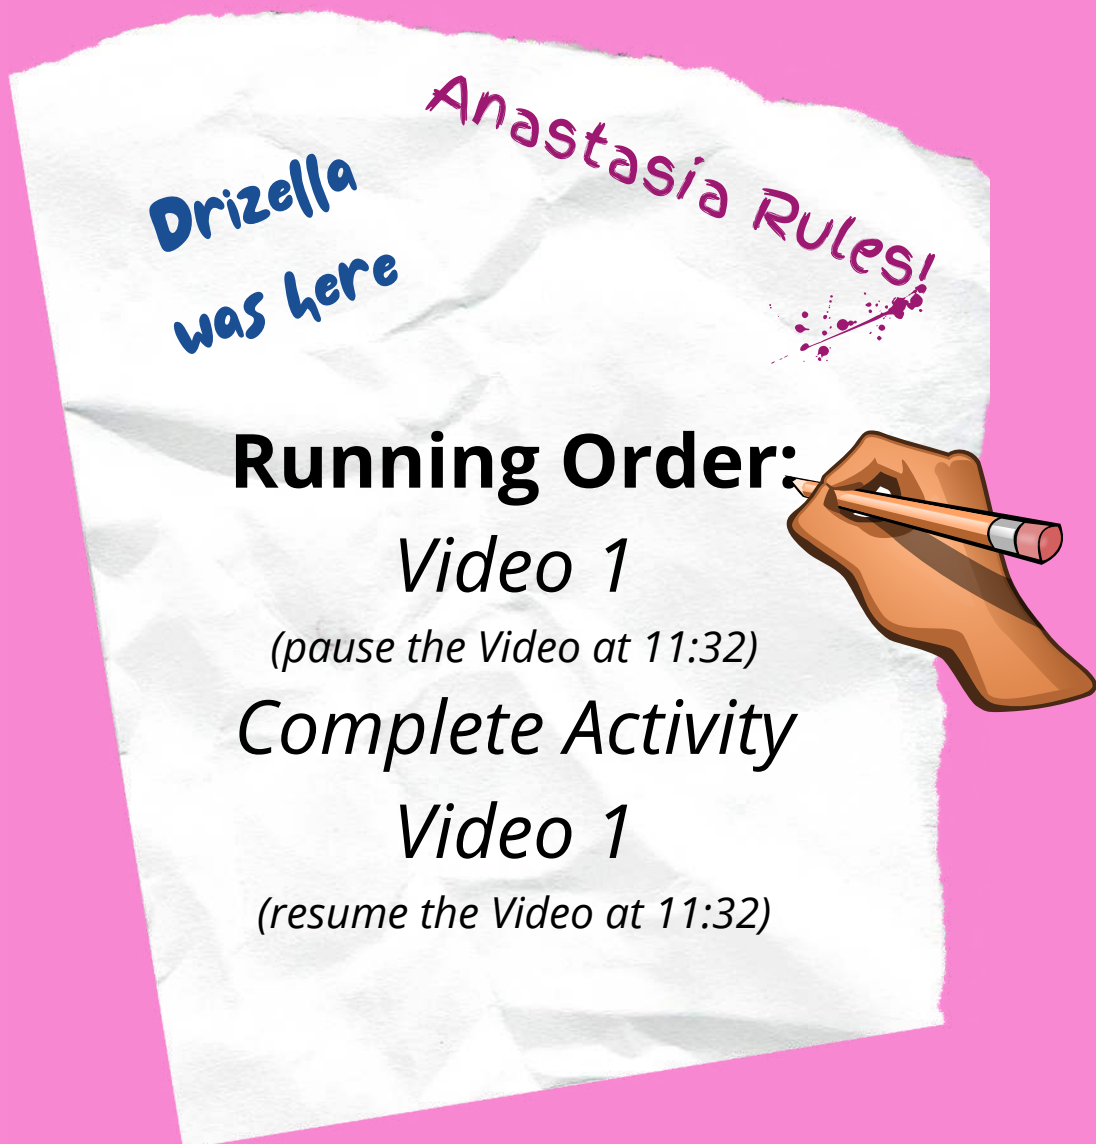 Anastasia Rules!
Drizella
was here
Running Order:
Video 1
(pause the Video at 11:32)
Complete Activity
Video 1
(resume the Video at 11:32)